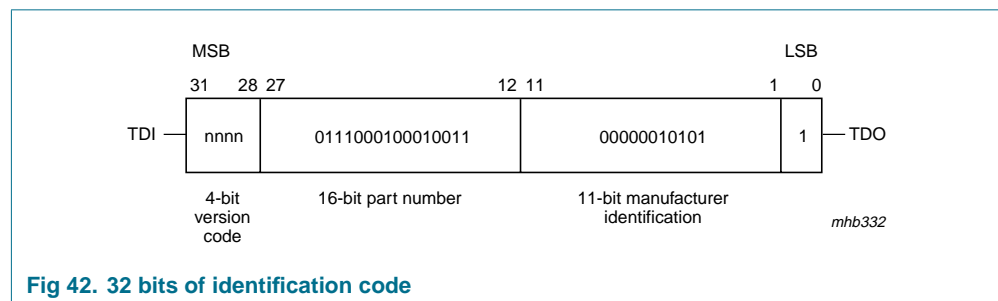 MSB LSB
31 28 27 12 11 1 0
TDI nnnn 0111000100010011 00000010101 1 TDO
4-bit
version
code
16-bit part number
11-bit manufacturer
identification
mhb332
Fig 42. 32 bits of identification code